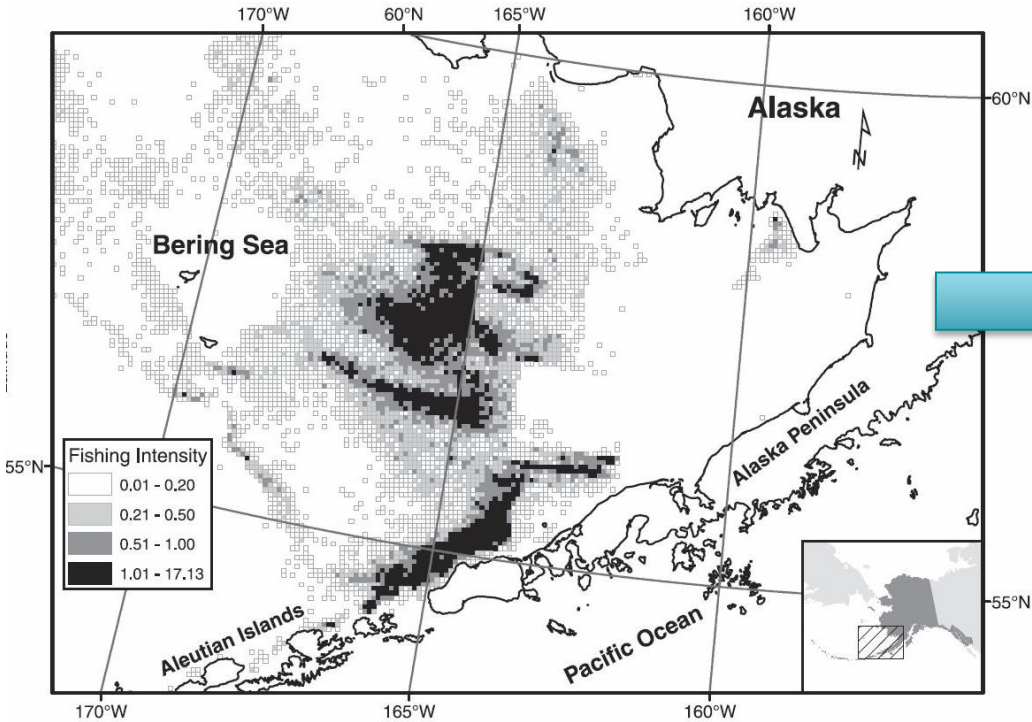 170°W
60°N
165°W
160°W
Alaska
60°N
N
Bering Sea
Alaska Peninsula
Fishing Intensity
0.01 - 0.20
0.21 - 0.50
0.51 - 1.00
1.01 - 17.13
55°N
55°N
Aleutian Islands
Pacific Ocean
170°W
165°W
160°W